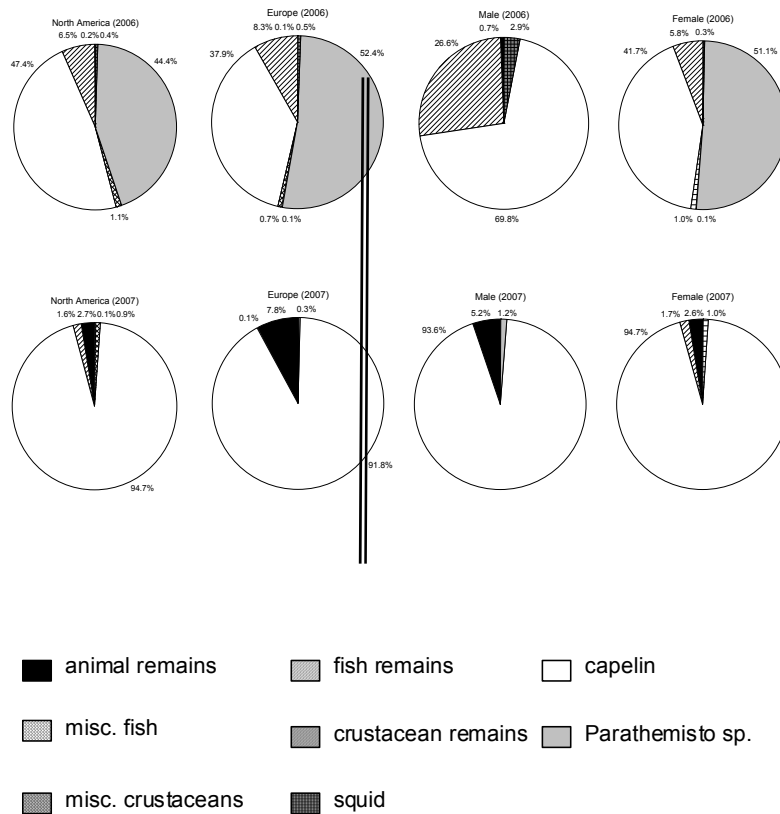 North America (2006)
6.5% 0.2% 0.4%
47.4%
44.4%
1.1%
Europe (2006)
8.3% 0.1% 0.5%
37.9%
52.4%
0.7% 0.1%
Male (2006)
0.7% 2.9%
26.6%
69.8%
Female (2006)
5.8% 0.3%
41.7%
51.1%
1.0% 0.1%
North America (2007)
1.6% 2.7% 0.1% 0.9%
94.7%
Europe (2007)
0.1% 7.8% 0.3%
91.8%
Male (2007)
5.2% 1.2%
93.6%
Female (2007)
1.7% 2.6% 1.0%
94.7%
animal remains
fish remains
capelin
misc. fish
crustacean remains
Parathemisto sp.
misc. crustaceans
squid